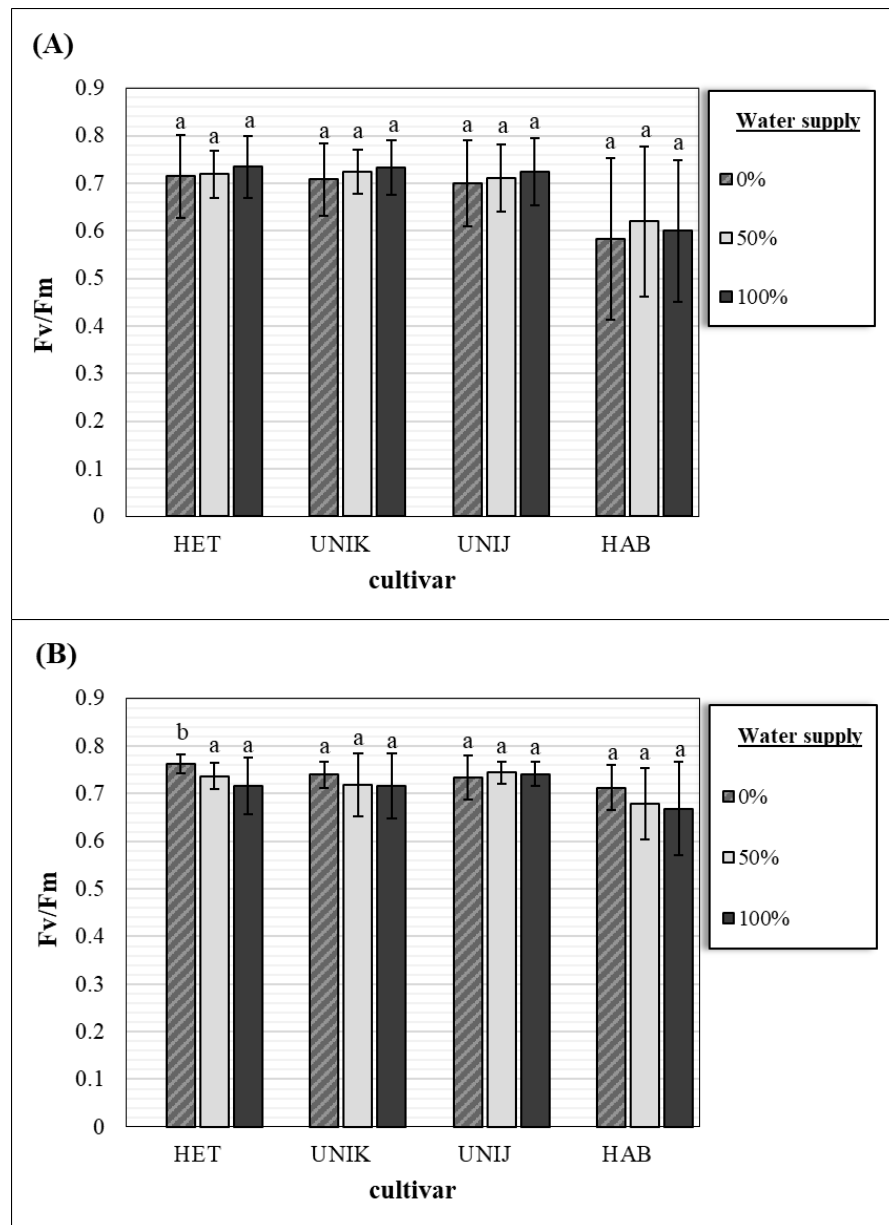 (A)
0.9
0.8
0.7
0.6
0.5
0.4
0.3
0.2
0.1
0
Fv/Fm
a a a a a a a a a a a a
HET UNIK UNIJ HAB
cultivar
Water supply
0%
50%
100%
(B)
0.9
0.8
0.7
0.6
0.5
0.4
0.3
0.2
0.1
0
Fv/Fm
b a a a a a a a a a a a
HET UNIK UNIJ HAB
cultivar
Water supply
0%
50%
100%